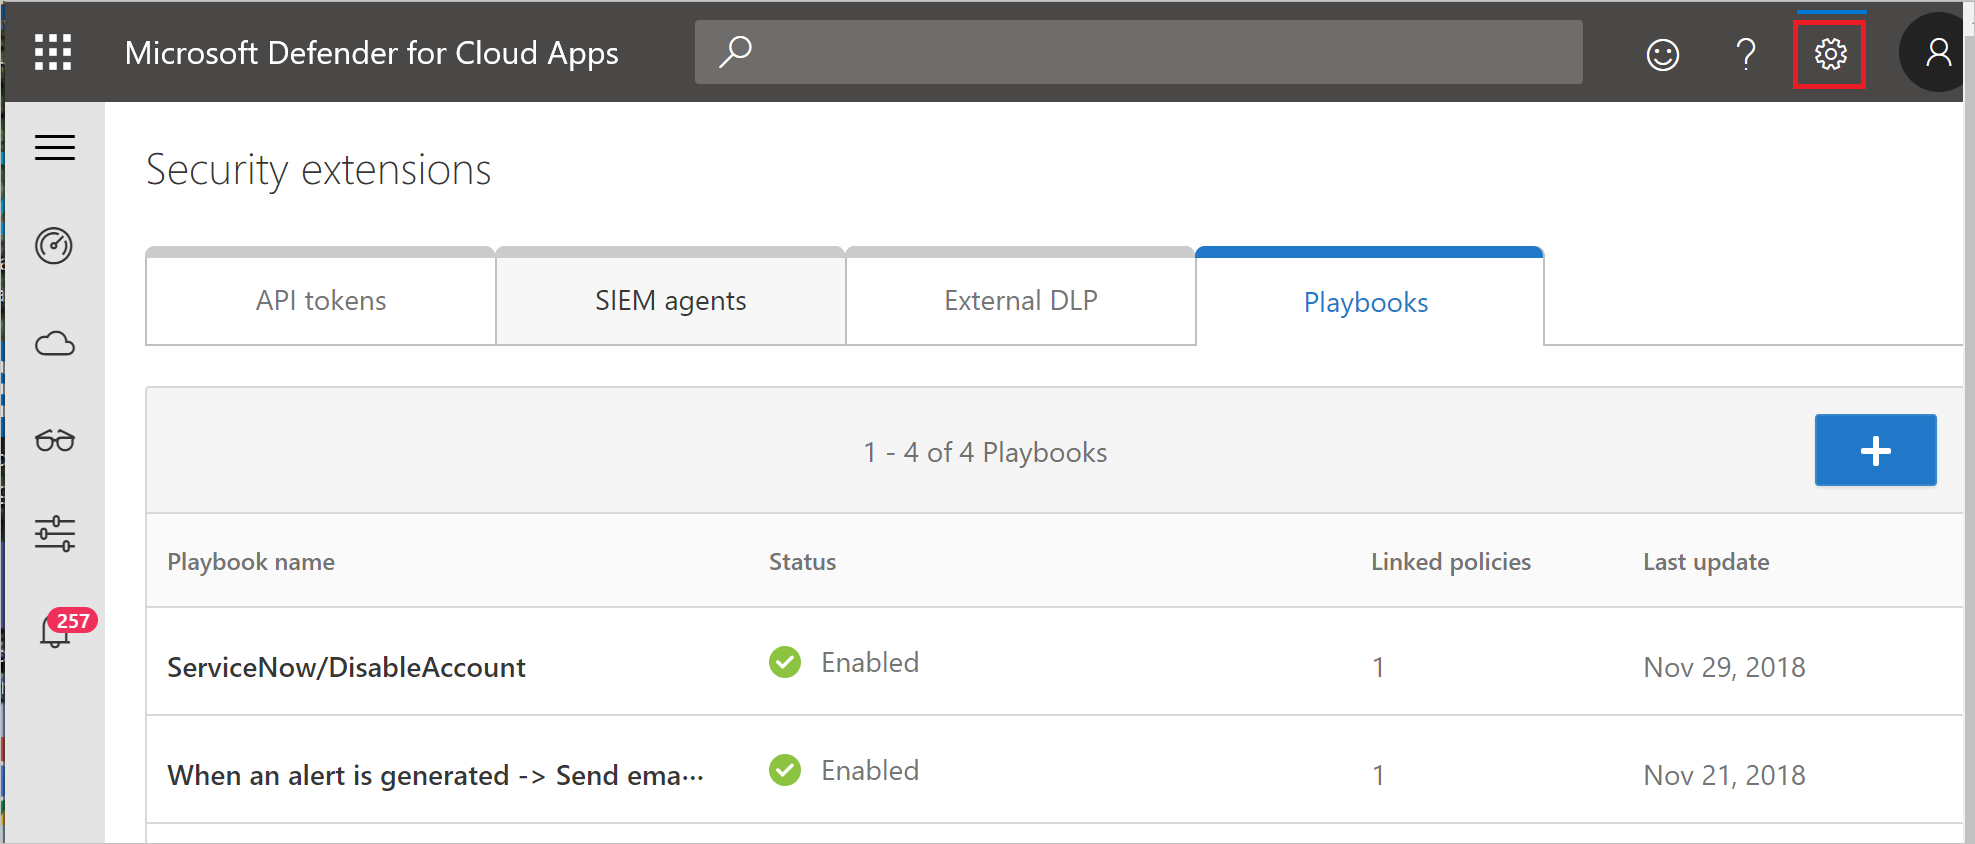 Microsoft Defender for Cloud Apps
?
Security extensions
API tokens SIEM agents External DLP Playbooks
1 - 4 of 4 Playbooks
+
Playbook name Status Linked policies Last update
257
ServiceNow/DisableAccount Enabled 1 Nov 29, 2018
When an alert is generated -> Send ema··· Enabled 1 Nov 21, 2018